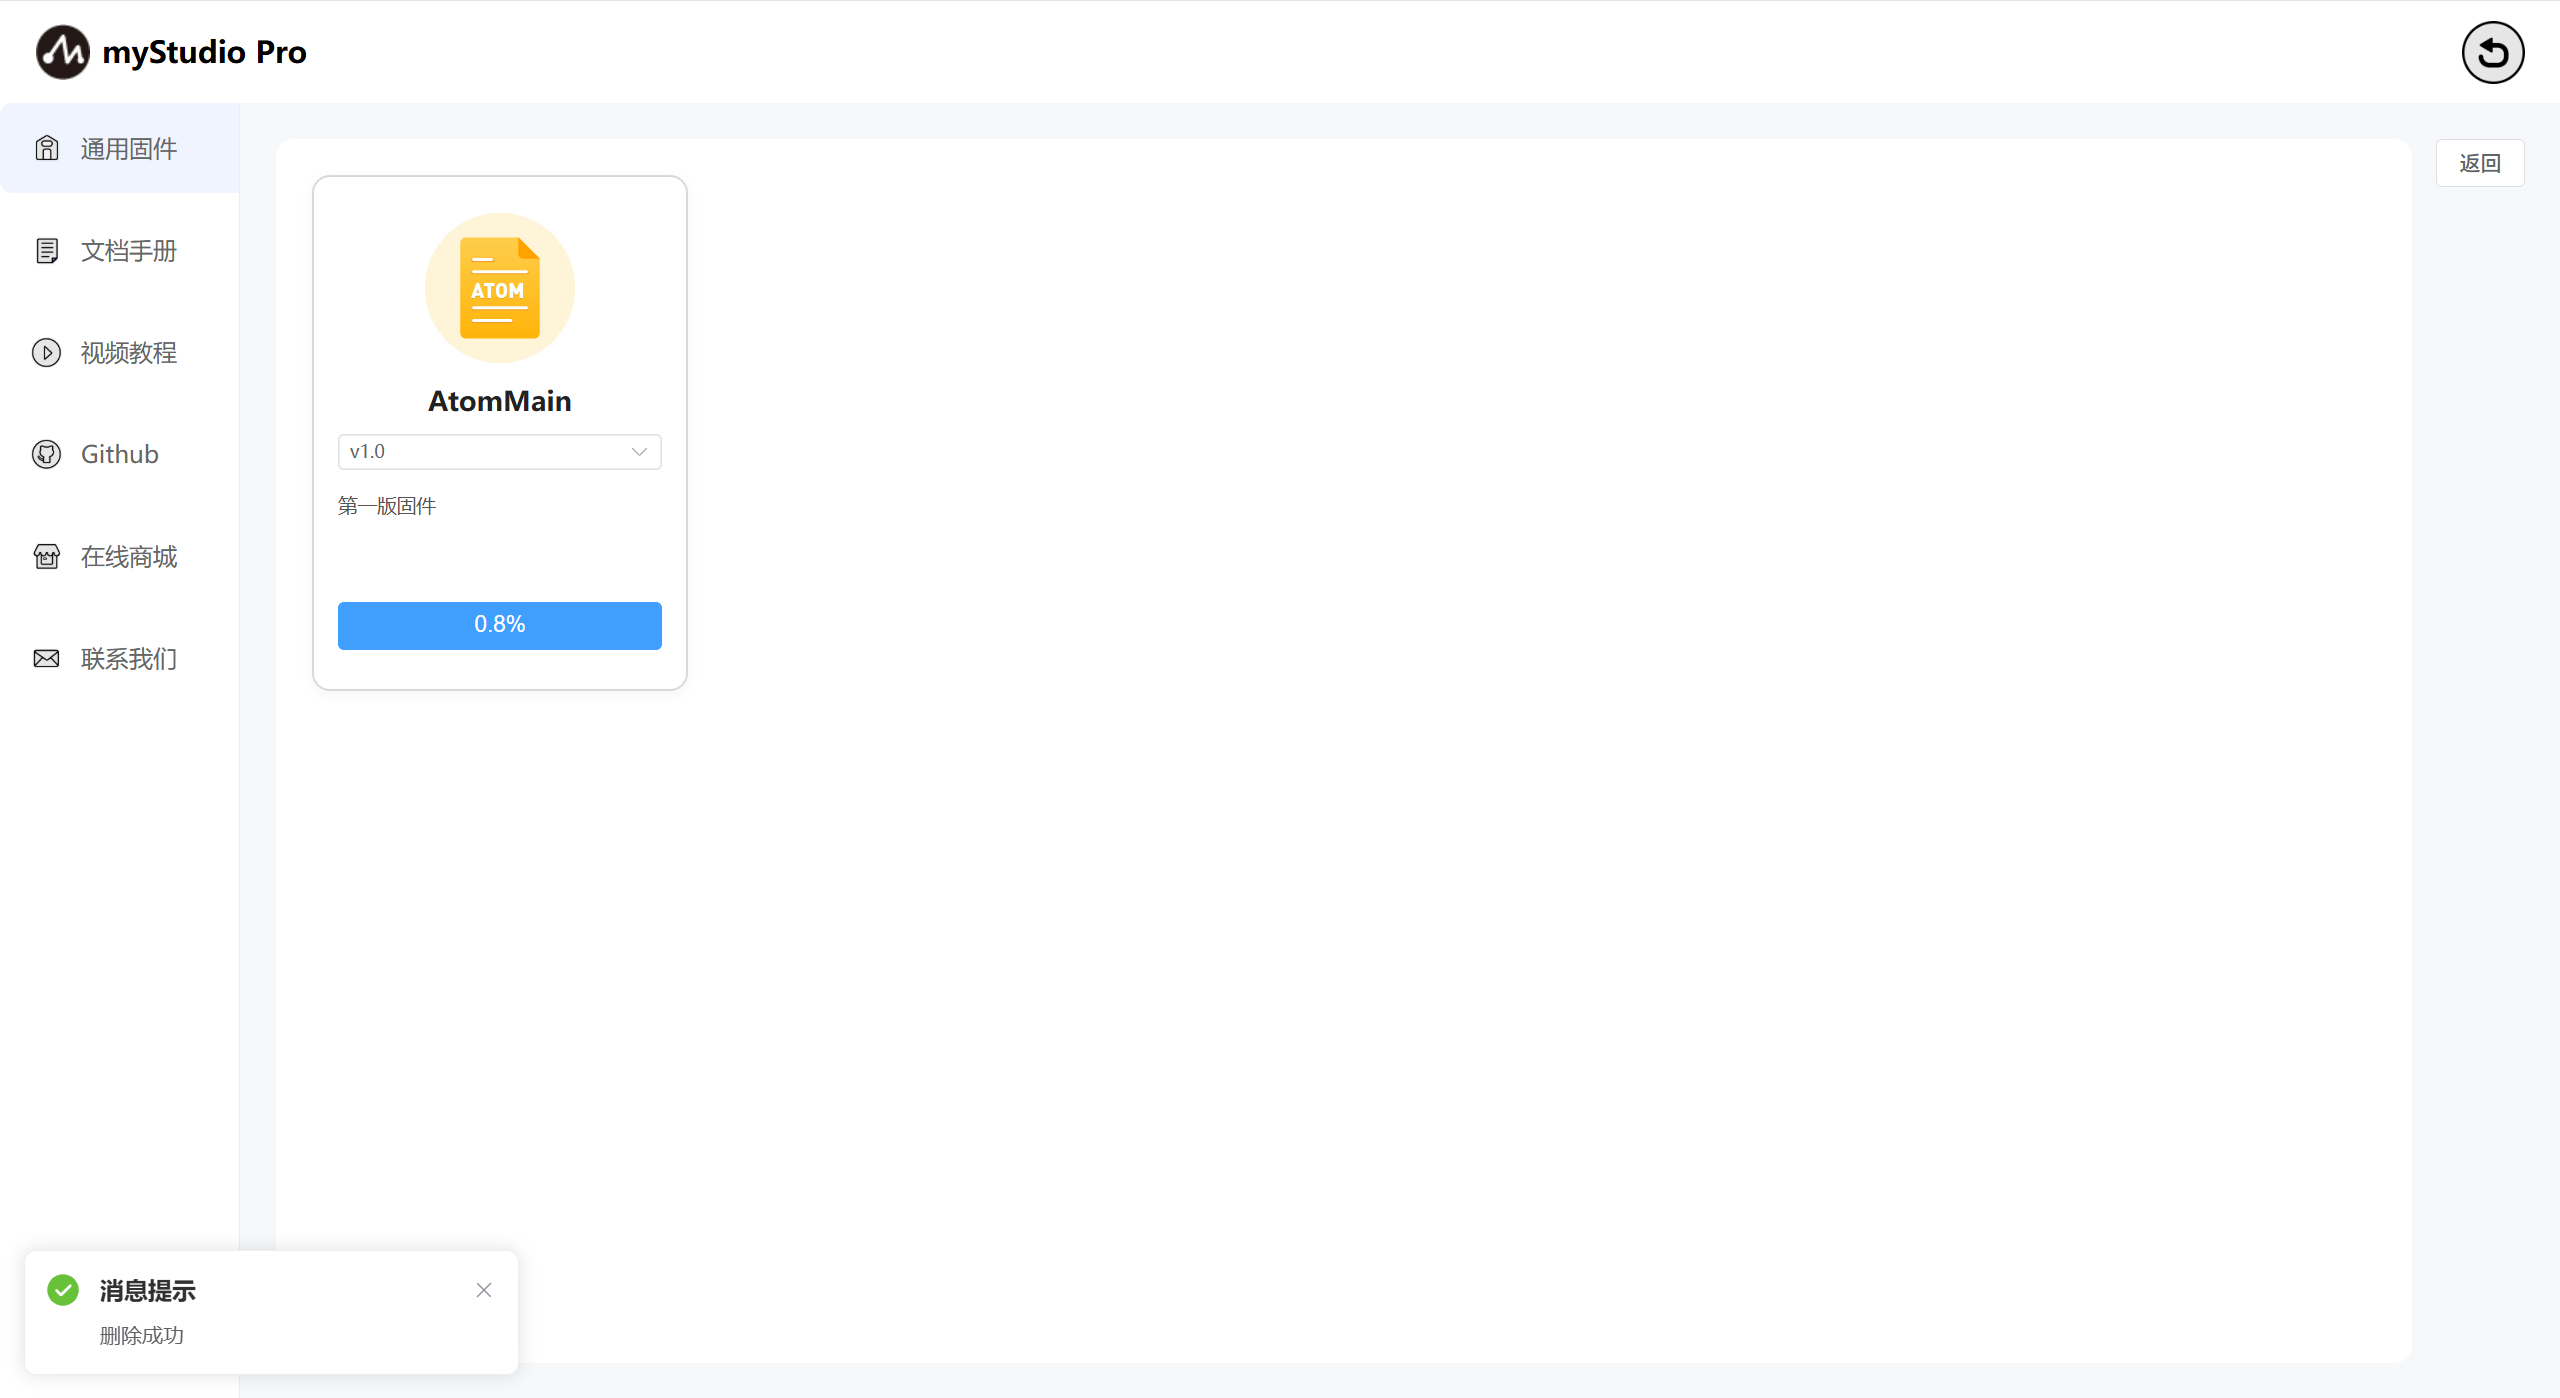 myStudio Pro
通用固件
文档手册
视频教程
Github
在线商城
联系我们
返回
ATOM
AtomMain
v1.0
第一版固件
0.8%
消息提示
删除成功